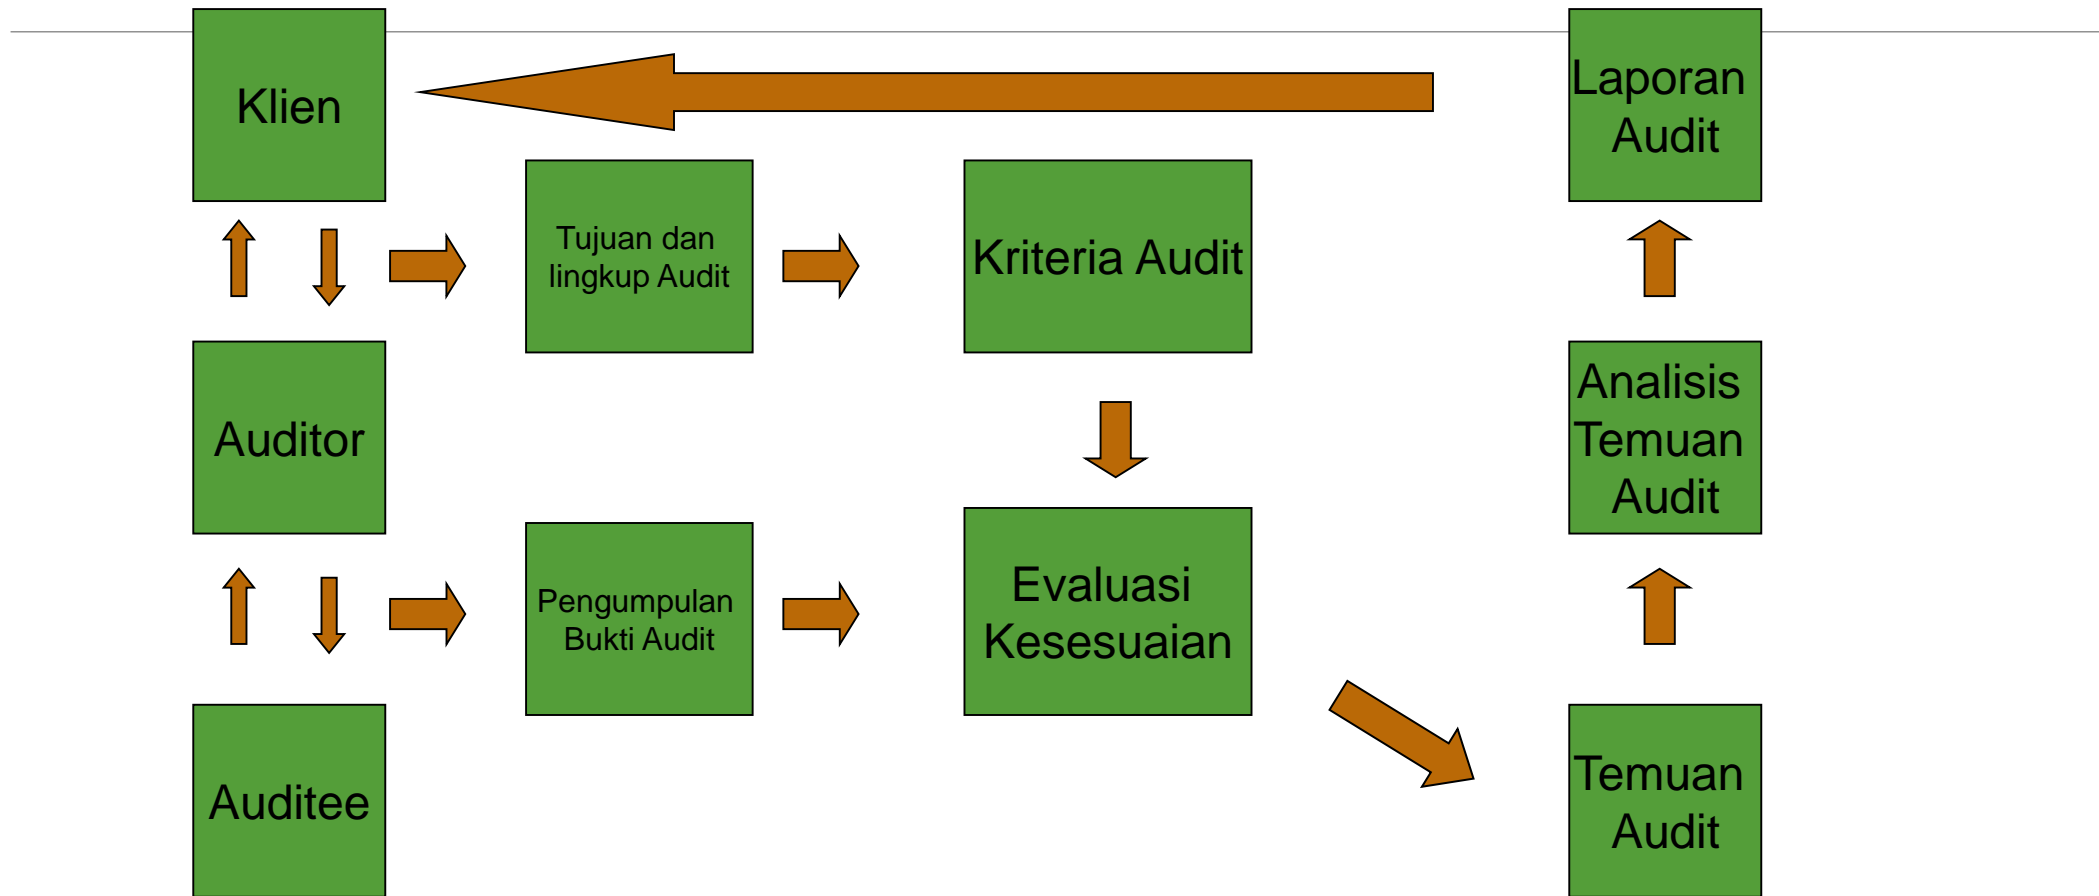 Klien
Laporan
Audit
Tujuan dan
lingkup Audit
Kriteria Audit
Auditor
Analisis
Temuan
Audit
Pengumpulan
Bukti Audit
Evaluasi
Kesesuaian
Auditee
Temuan
Audit